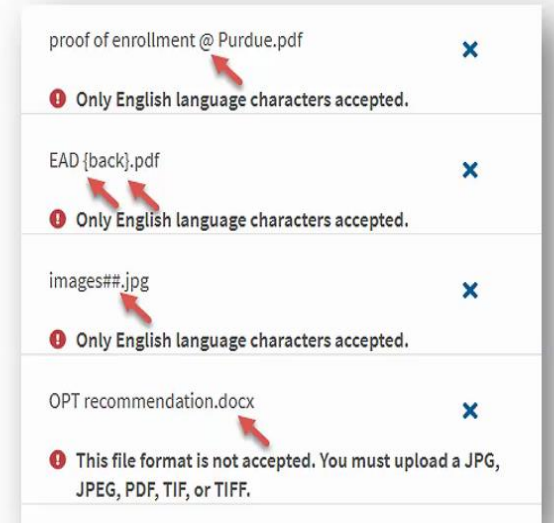 proof of enrollment @ Purdue.pdf
Only English language characters accepted.
EAD {back}.pdf
Only English language characters accepted.
images##.jpg
Only English language characters accepted.
OPT recommendation.docx
This file format is not accepted. You must upload a JPG,
JPEG, PDF, TIF, or TIFF.